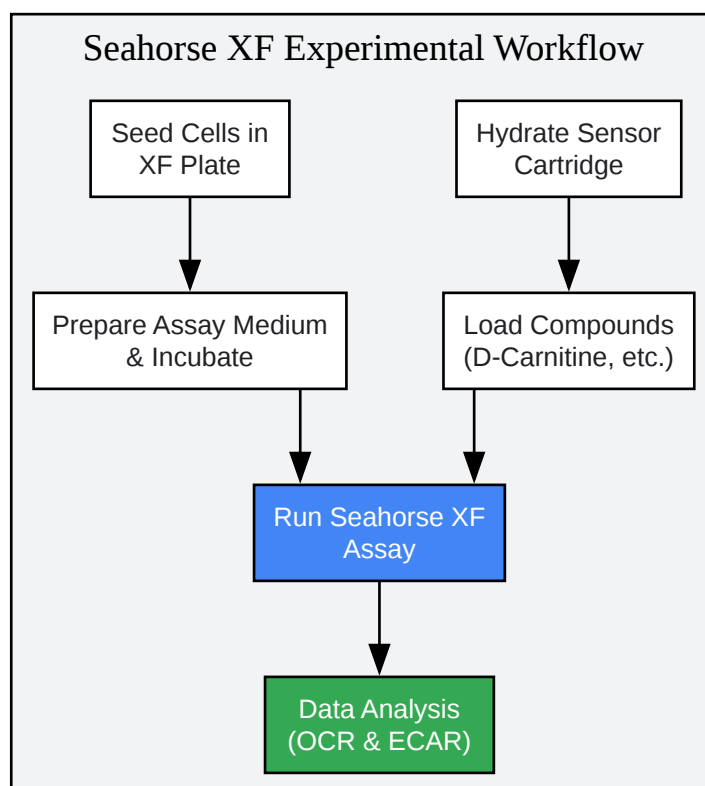 Seahorse XF Experimental Workflow
Seed Cells in
XF Plate
Hydrate Sensor
Cartridge
Prepare Assay Medium
& Incubate
Load Compounds
(D-Carnitine, etc.)
Run Seahorse XF
Assay
Data Analysis
(OCR & ECAR)